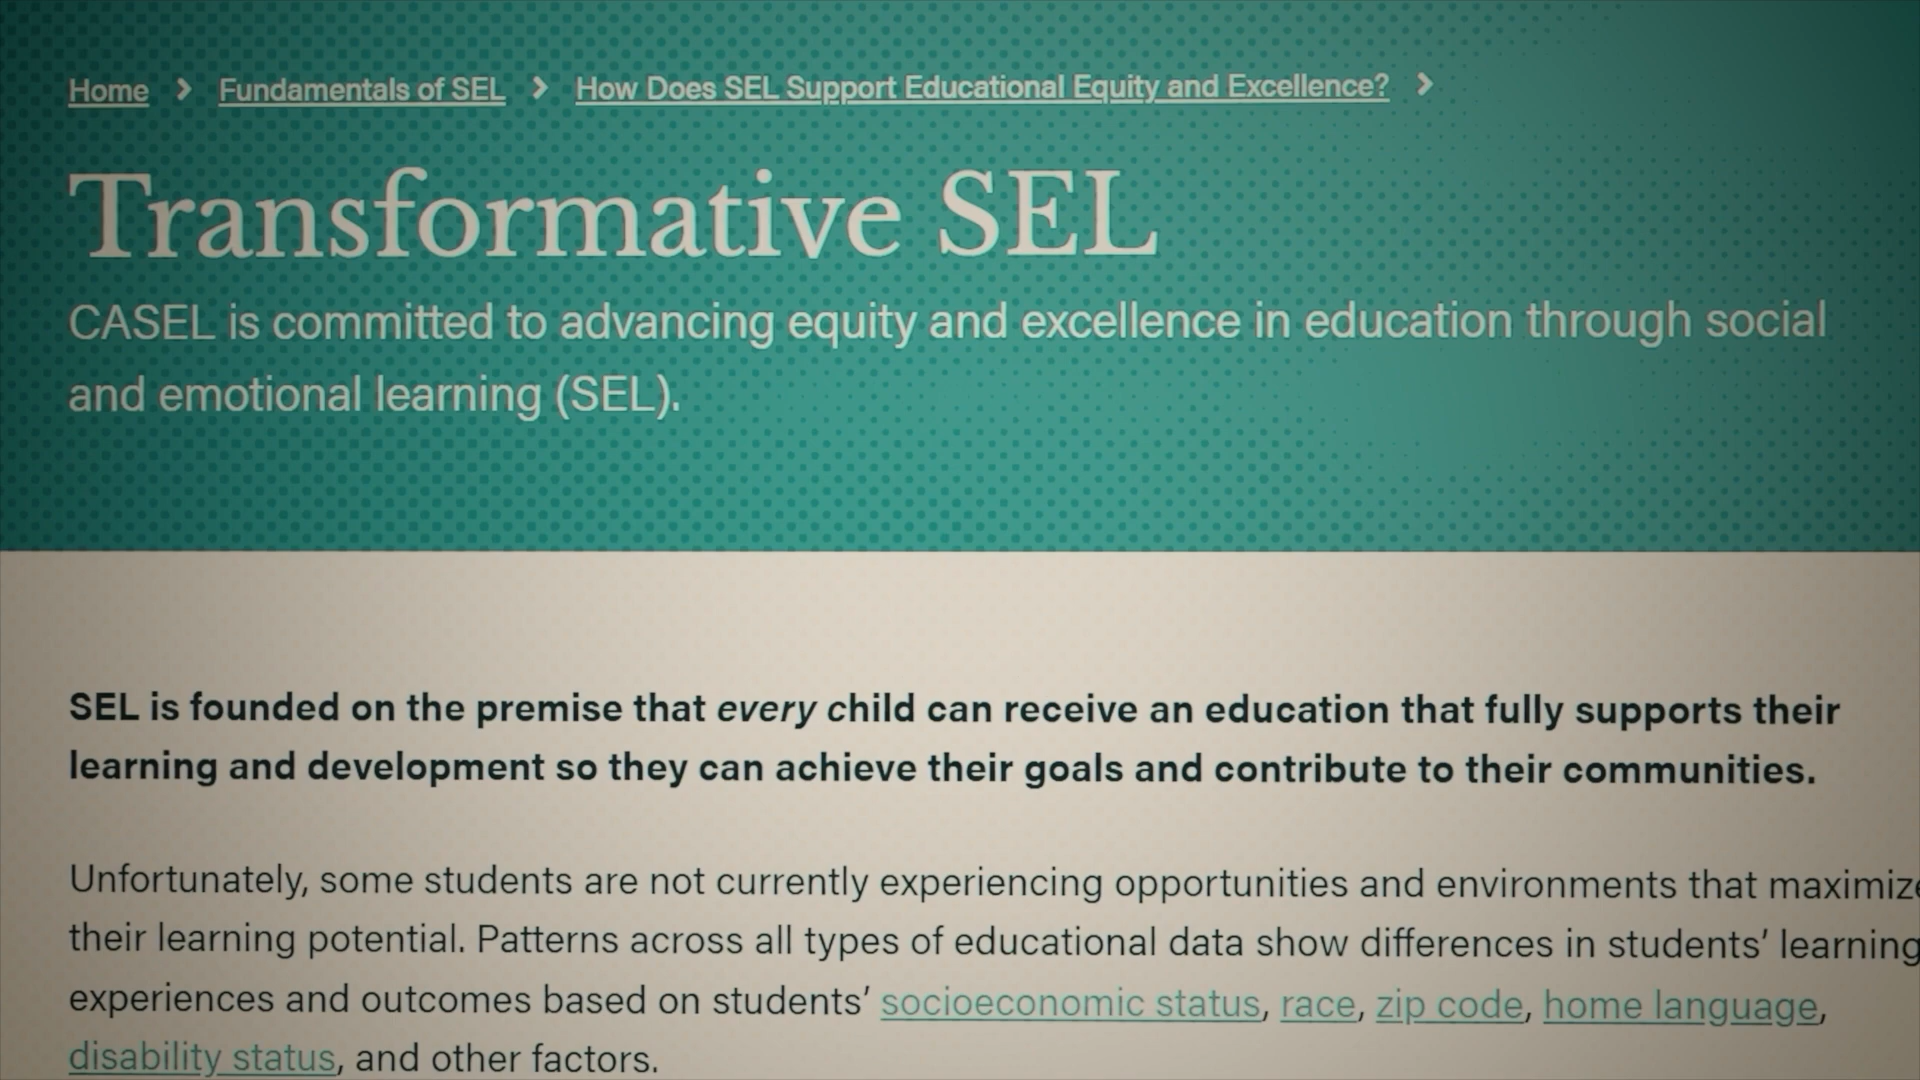 Home > Fundamentals of SEL > How Does SEL Support Educational Equity and Excellence? >
Transformative SEL
CASEL is committed to advancing equity and excellence in education through social
and emotional learning (SEL).
SEL is founded on the premise that every child can receive an education that fully supports their
learning and development so they can achieve their goals and contribute to their communities.
Unfortunately, some students are not currently experiencing opportunities and environments that maximize
their learning potential. Patterns across all types of educational data show differences in students’ learning
experiences and outcomes based on students’ socioeconomic status, race, zip code, home language,
disability status, and other factors.